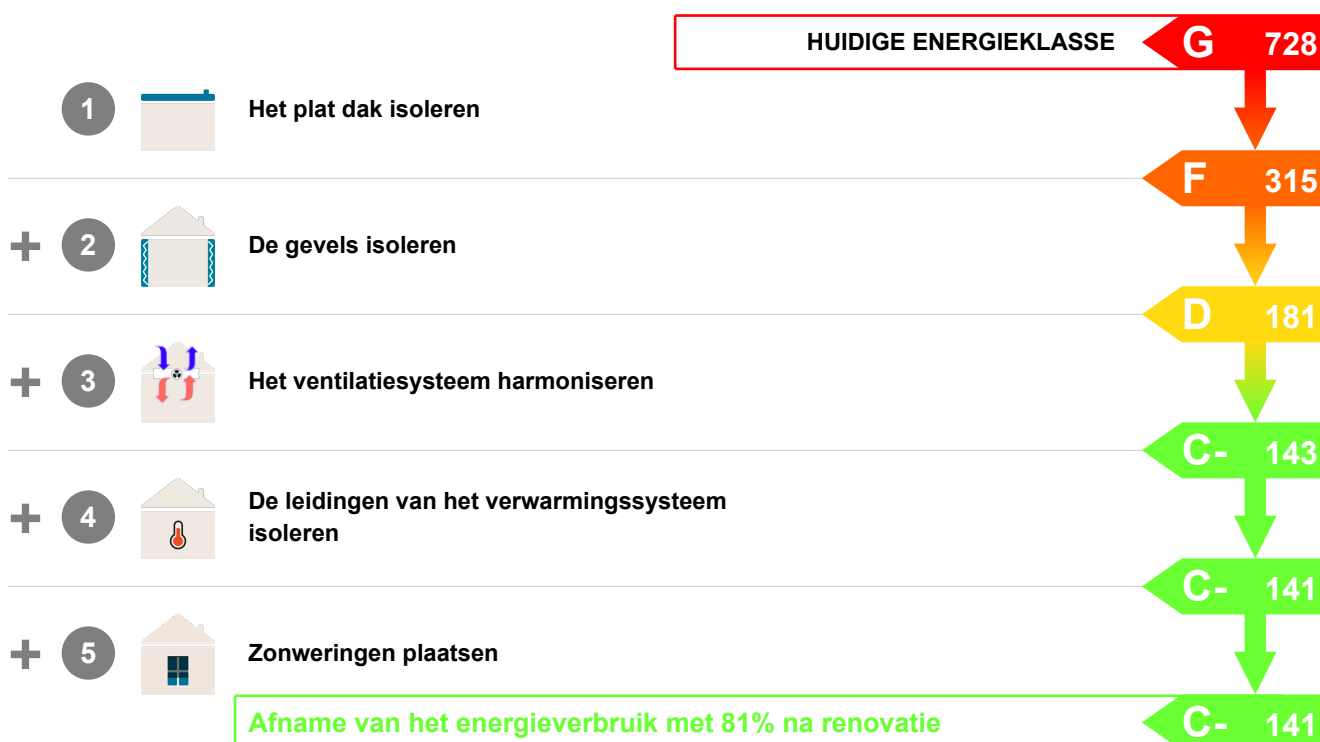 HUIDIGE ENERGIEKLASSE G 728
1 Het plat dak isoleren
F 315
+ 2 De gevels isoleren
D 181
+ 3 Het ventilatiesysteem harmoniseren
C- 143
+ 4 De leidingen van het verwarmingssysteem
isoleren
C- 141
+ 5 Zonweringen plaatsen
Afname van het energieverbruik met 81% na renovatie C- 141